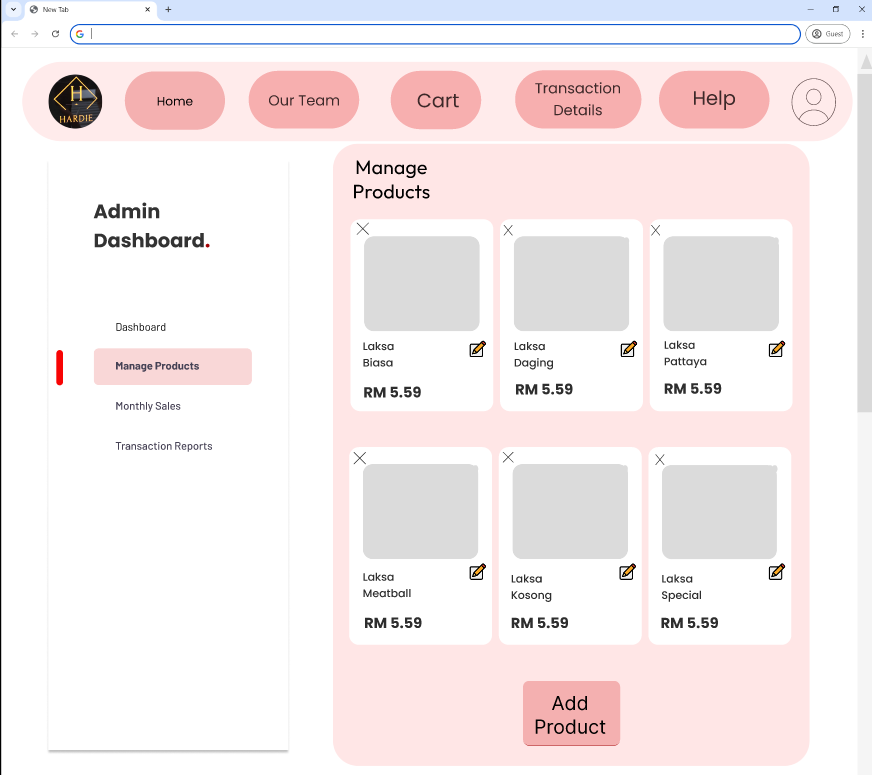 New Tab
G
Guest
H
HARDIE
Home
Our Team
Cart
Transaction
Details
Help
Admin
Dashboard.
Dashboard
Manage Products
Monthly Sales
Transaction Reports
Manage
Products
Laksa
Biasa
RM 5.59
Laksa
Daging
RM 5.59
Laksa
Pattaya
RM 5.59
Laksa
Meatball
RM 5.59
Laksa
Kosong
RM 5.59
Laksa
Special
RM 5.59
Add
Product